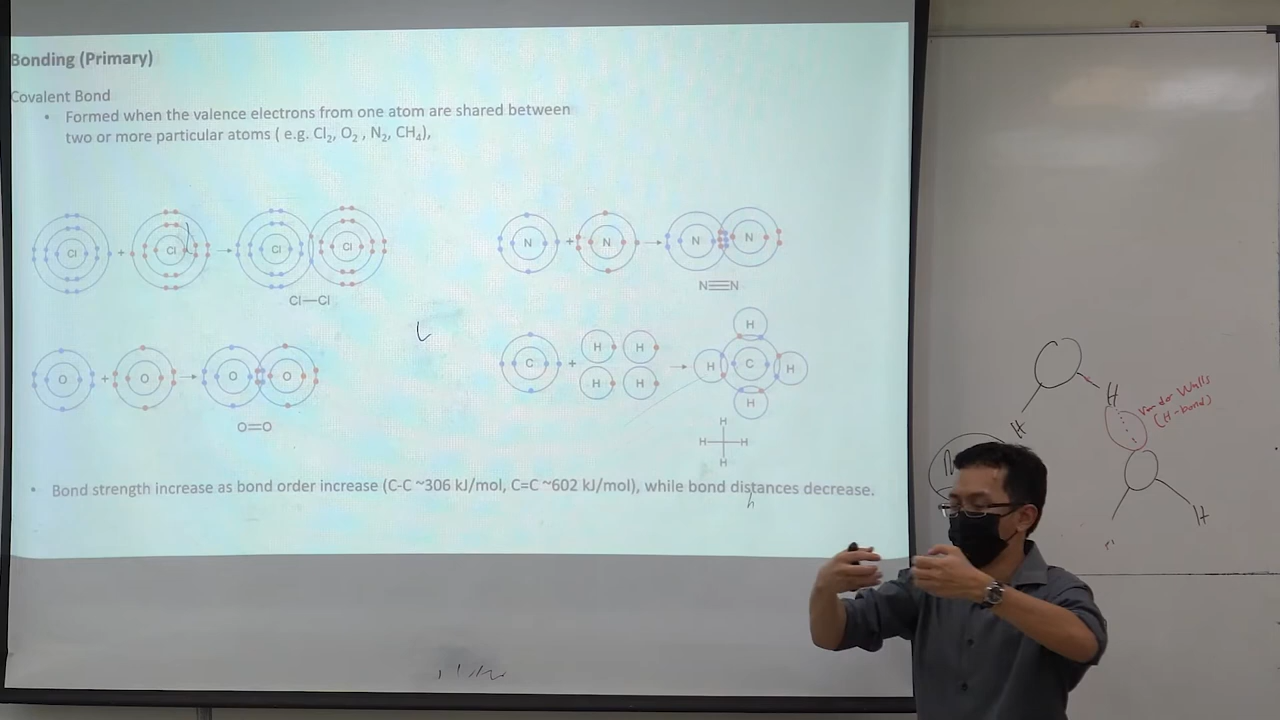 Bonding (Primary)
Covalent Bond
• Formed when the valence electrons from one atom are shared between
two or more particular atoms ( e.g. Cl₂, O₂ , N₂, CH₄),
Cl + Cl → Cl Cl
Cl—Cl
N + N → N N
N≡N
O + O → O O
O=O
C + H H H H → H H C H H
H
H H
H
• Bond strength increase as bond order increase (C-C ~306 kJ/mol, C=C ~602 kJ/mol), while bond distances decrease.
h
H
H
Van der Walls
(H-bond)
H